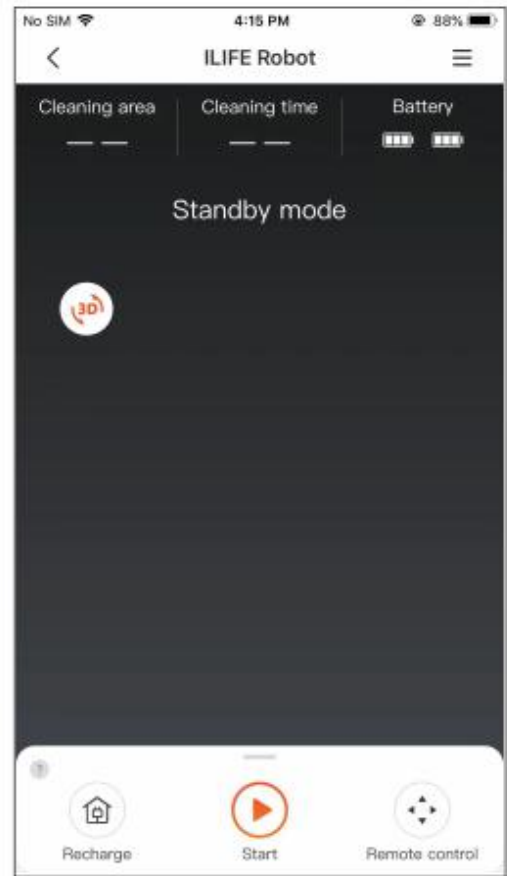 No SIM 4:15 PM 88%
ILIFE Robot
Cleaning area Cleaning time Battery
— — — —
Standby mode
3D
?
Recharge Start Remote control